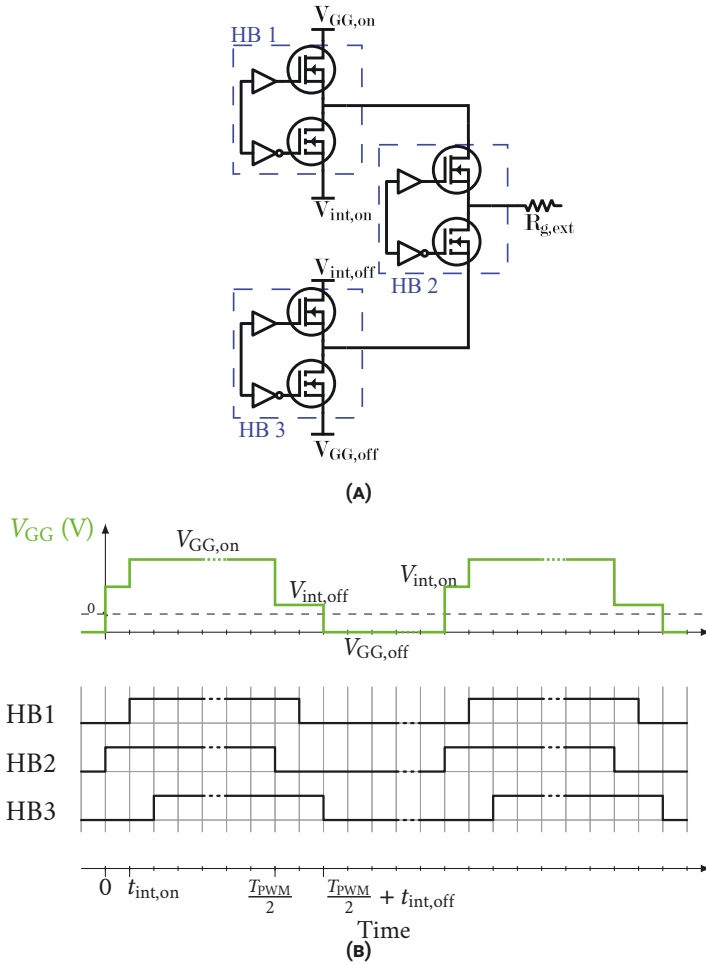 V_GG,on
HB 1
V_int,on
R_g,ext
HB 2
V_int,off
HB 3
V_GG,off
(A)
V_GG (V)
V_GG,on
V_int,off
V_int,on
0
V_GG,off
HB1
HB2
HB3
0 t_int,on T_PWM/2 T_PWM/2 + t_int,off
Time
(B)